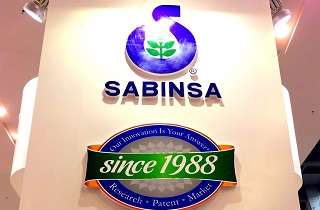 ®
SABINSA
Our Innovation Is Your Answer
since 1988
Research • Patent • Market